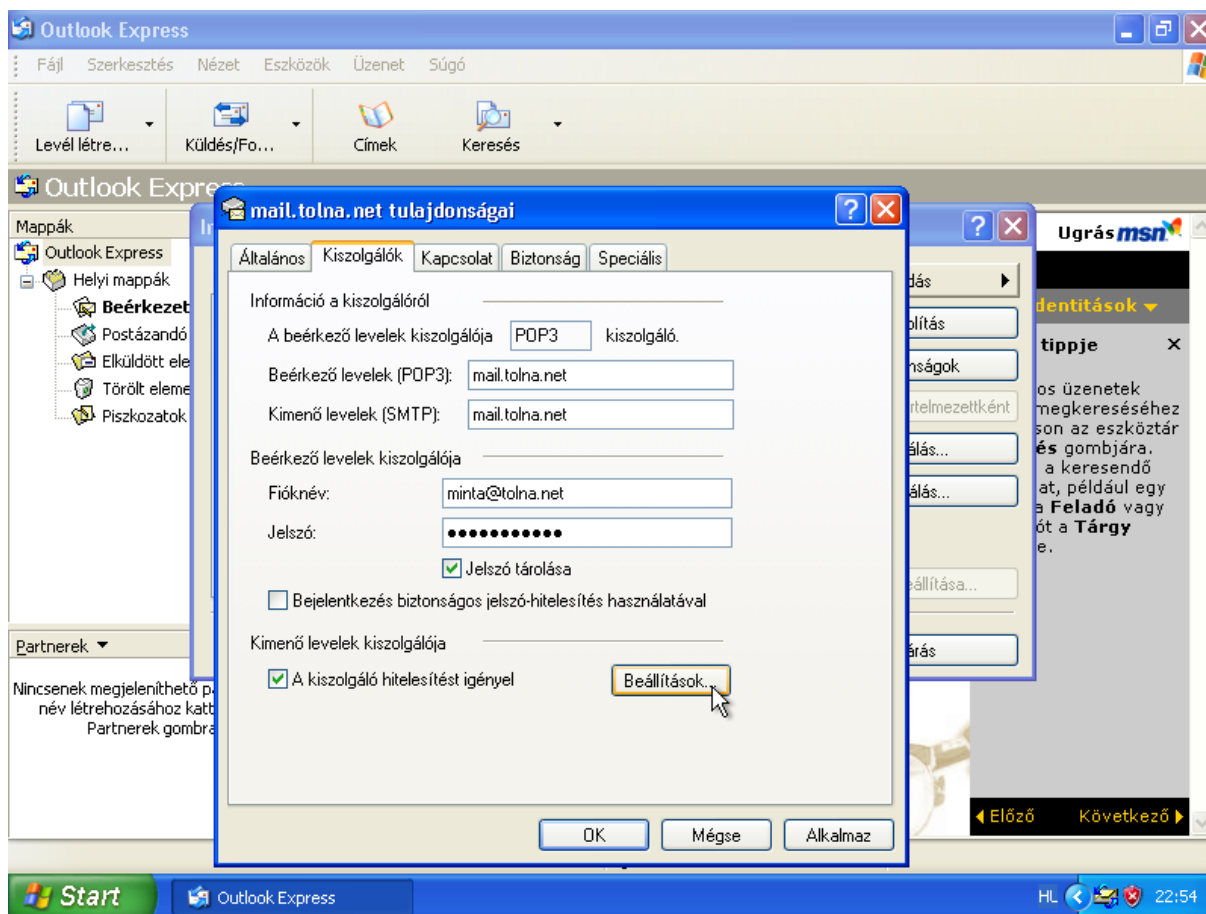 Outlook Express
Fájl Szerkesztés Nézet Eszközök Üzenet Súgó
Levél létre... Küldés/Fo... Címek Keresés
Outlook Express
Mappák
Outlook Express
Helyi mappák
Beérkezet
Postázandó
Elküldött ele
Törölt eleme
Piszkozatok
Partnerek
Nincsenek megjeleníthető pa
név létrehozásához katt
Partnerek gombra
mail.tolna.net tulajdonságai
Általános Kiszolgálók Kapcsolat Biztonság Speciális
Információ a kiszolgálóról
A beérkező levelek kiszolgálója POP3 kiszolgáló.
Beérkező levelek (POP3): mail.tolna.net
Kimenő levelek (SMTP): mail.tolna.net
Beérkező levelek kiszolgálója
Fióknév: minta@tolna.net
Jelszó: ●●●●●●●●●●●
Jelszó tárolása
Bejelentkezés biztonságos jelszó-hitelesítés használatával
Kimenő levelek kiszolgálója
A kiszolgáló hitelesítést igényel Beállítások...
OK Mégse Alkalmaz
dás
olítás
nságok
rtelmezettként
álás...
álás...
eállítása...
árás
Ugrás msn
dentitások
tippje x
os üzenetek
megkereséséhez
son az eszköztár
és gombjára.
a keresendő
at, például egy
a Feladó vagy
ót a Tárgy
e.
Előző Következő
Start Outlook Express HU 22:54